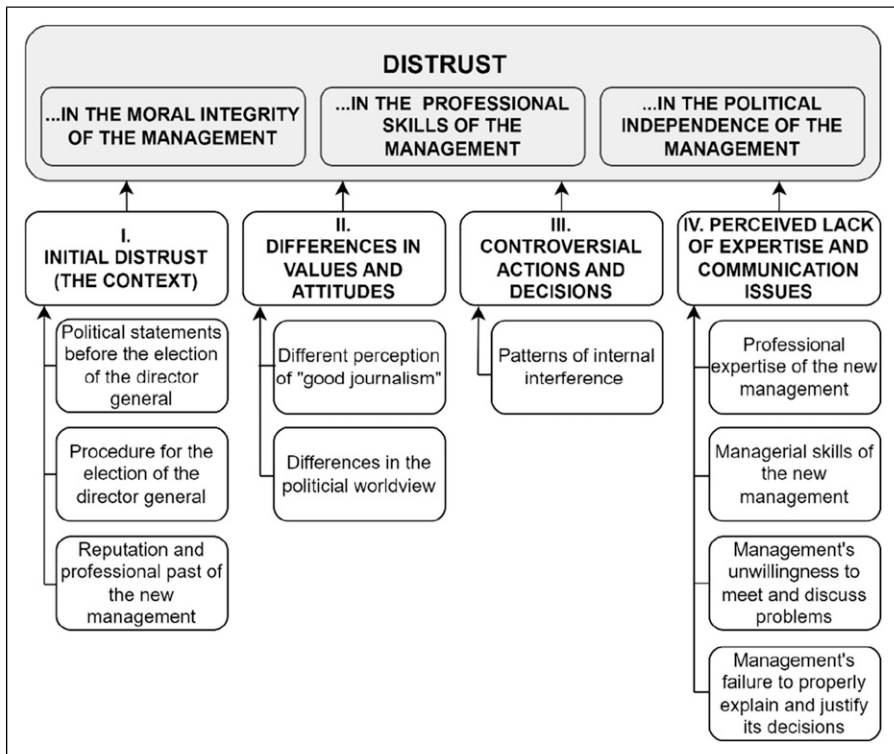 DISTRUST
...IN THE MORAL INTEGRITY
OF THE MANAGEMENT
...IN THE PROFESSIONAL
SKILLS OF THE
MANAGEMENT
...IN THE POLITICAL
INDEPENDENCE OF THE
MANAGEMENT
I.
INITIAL DISTRUST
(THE CONTEXT)
Political statements
before the election
of the director
general
Procedure for the
election of the
director general
Reputation and
professional past of
the new
management
II.
DIFFERENCES IN
VALUES AND
ATTITUDES
Different perception
of "good journalism"
Differences in the
politicial worldview
III.
CONTROVERSIAL
ACTIONS AND
DECISIONS
Patterns of internal
interference
IV. PERCEIVED LACK
OF EXPERTISE AND
COMMUNICATION
ISSUES
Professional
expertise of the new
management
Managerial skills of
the new
management
Management's
unwillingness to
meet and discuss
problems
Management's
failure to properly
explain and justify
its decisions